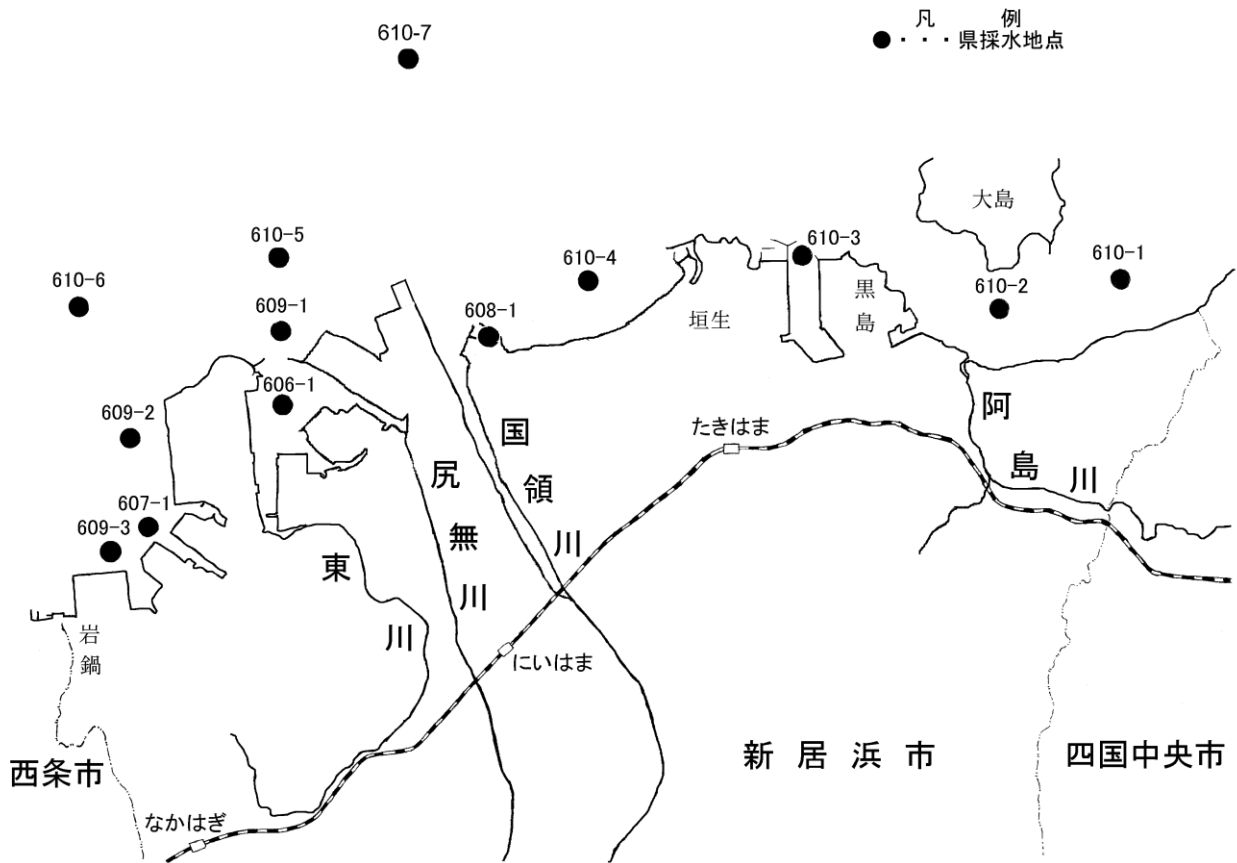 凡 例
●・・・県採水地点
610-7
大島
610-5
610-6
609-1
610-4
608-1
610-3
610-1
610-2
垣生
黒島
606-1
609-2
607-1
609-3
国領川
たきはま
阿島川
尻無川
東川
岩鍋
にいはま
西条市
新居浜市
四国中央市
なかはぎ